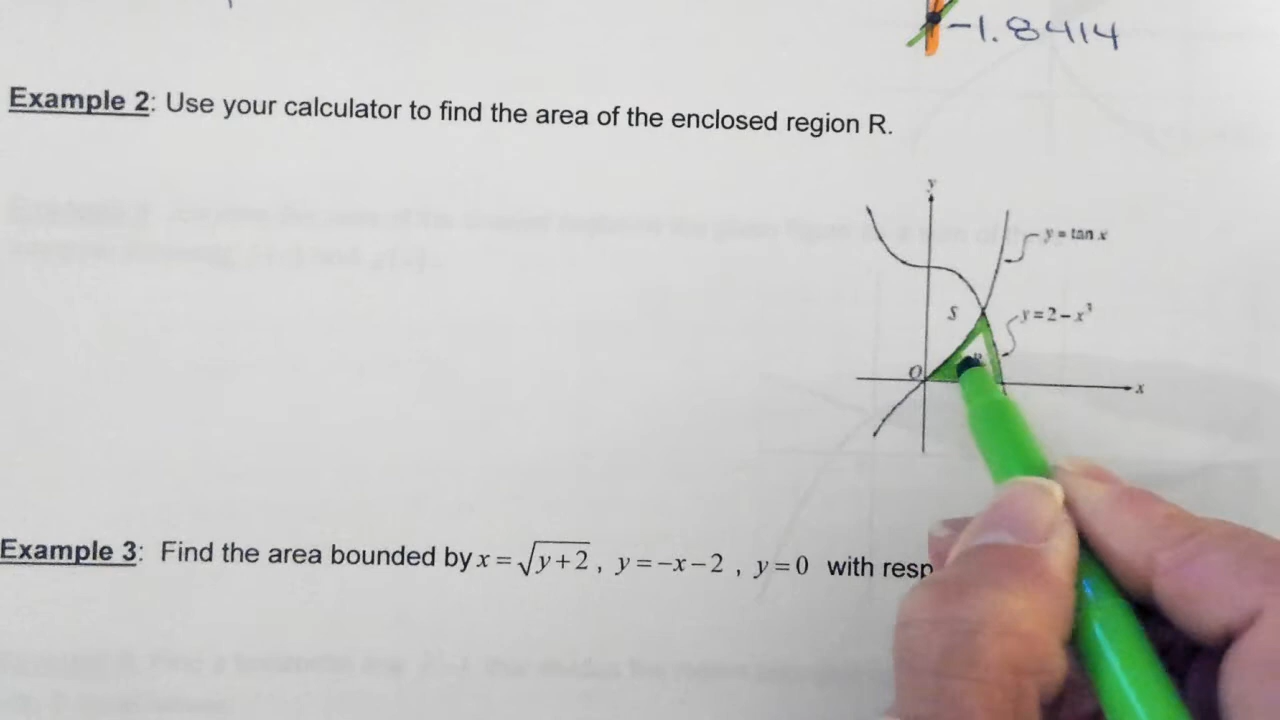 -1.8414
Example 2: Use your calculator to find the area of the enclosed region R.
y
y = tan x
S
y = 2 − x³
O
x
Example 3: Find the area bounded by x = √(y+2) , y = −x − 2 , y = 0 with resp